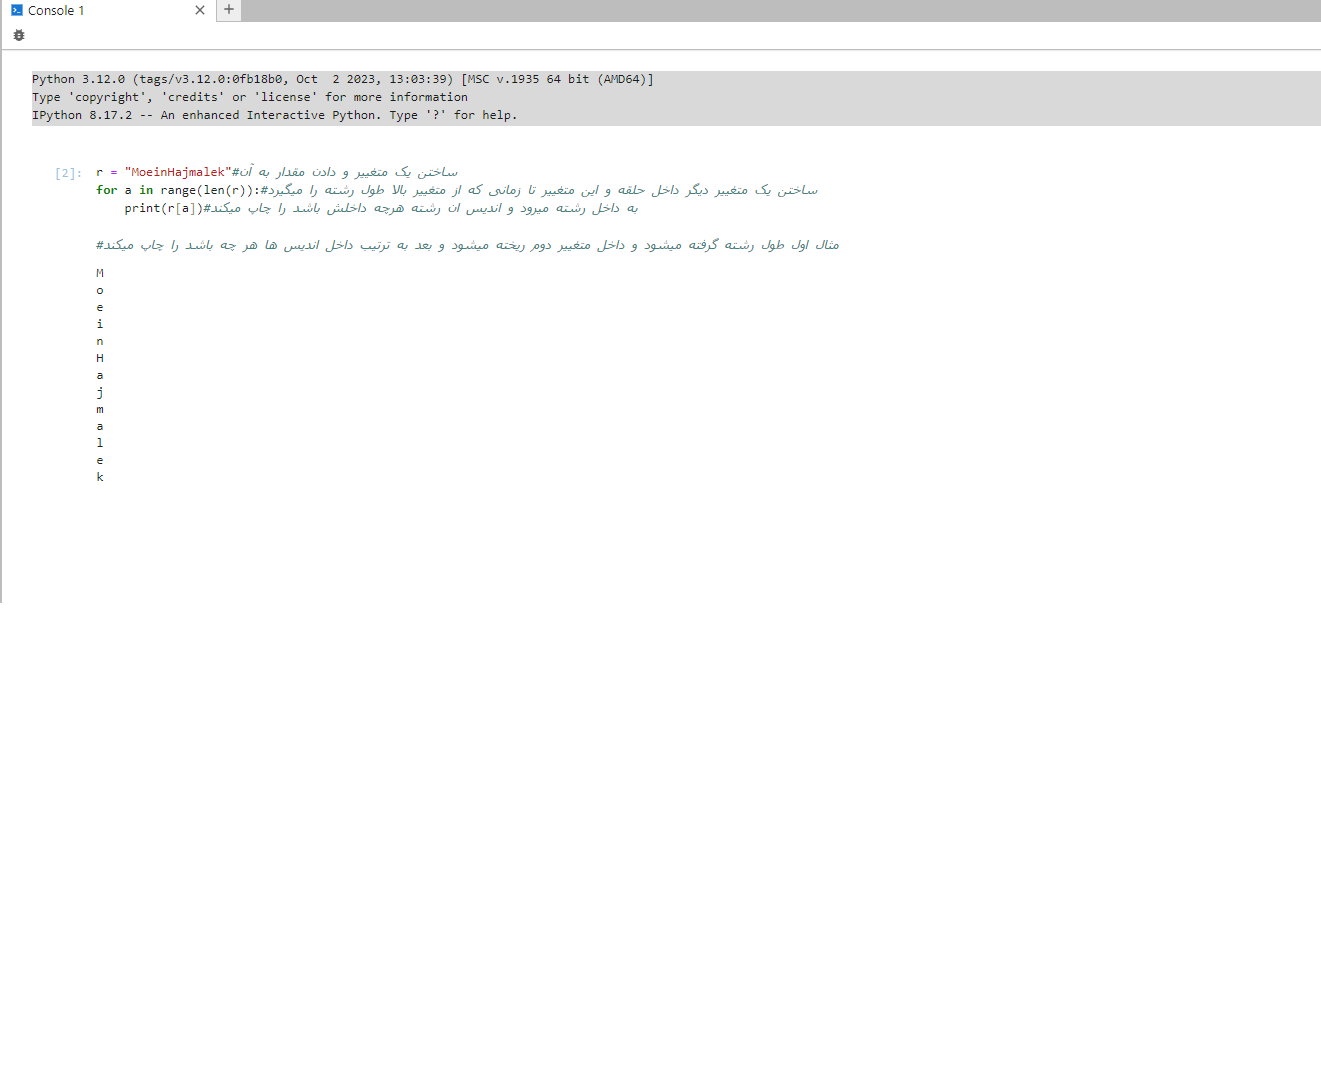 Console 1
Python 3.12.0 (tags/v3.12.0:0fb18b0, Oct  2 2023, 13:03:39) [MSC v.1935 64 bit (AMD64)]
Type 'copyright', 'credits' or 'license' for more information
IPython 8.17.2 -- An enhanced Interactive Python. Type '?' for help.
[2]: r = "MoeinHajmalek"#ساختن یک متغییر و دادن مقدار به آن
for a in range(len(r)):#ساختن یک متغییر دیگر داخل حلقه و این متغییر تا زمانی که از متغییر بالا طول رشته را میگیرد
    print(r[a])#به داخل رشته میرود و اندیس ان رشته هرچه داخلش باشد را چاپ میکند
#مثال اول طول رشته گرفته میشود و داخل متغییر دوم ریخته میشود و بعد به ترتیب داخل اندیس ها هر چه باشد را چاپ میکند
M
o
e
i
n
H
a
j
m
a
l
e
k